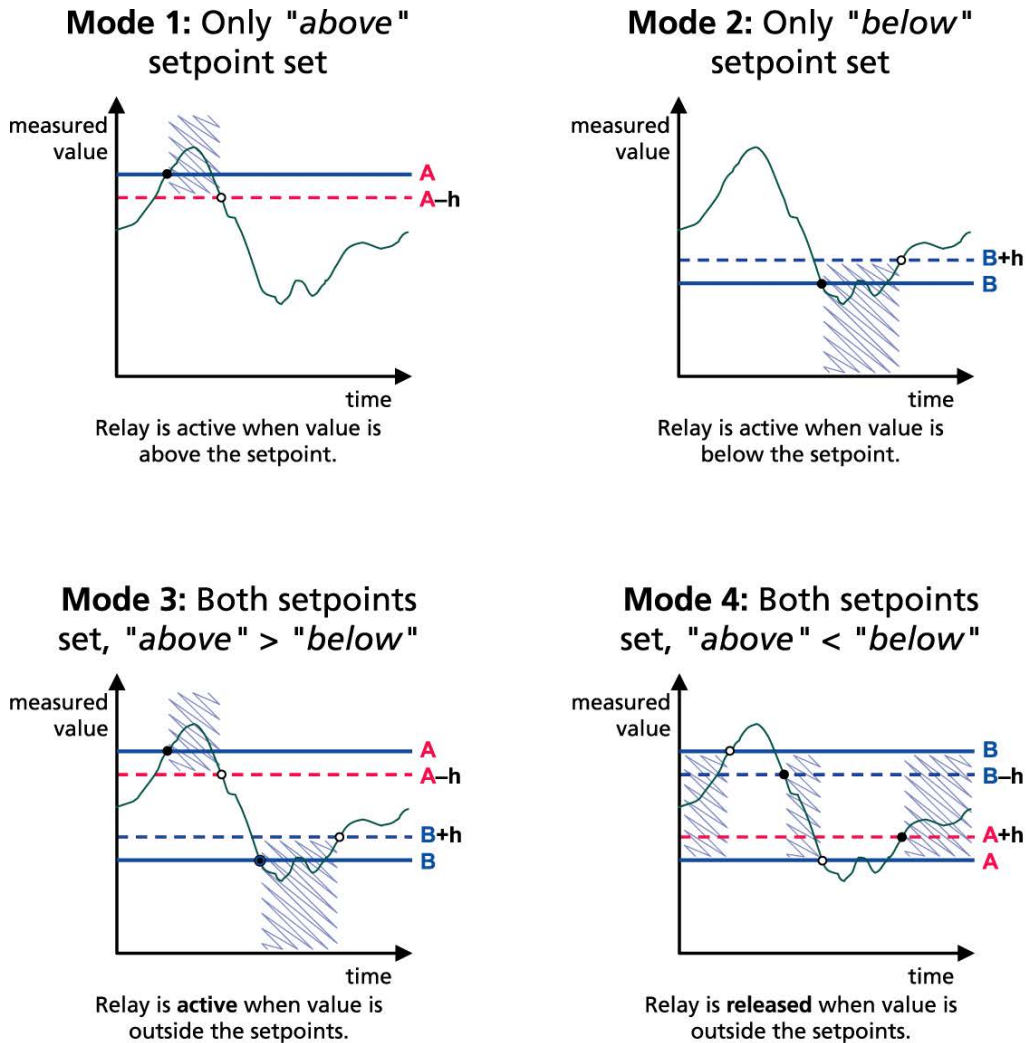 Mode 1: Only "above"
setpoint set
measured
value
A
A–h
time
Relay is active when value is
above the setpoint.
Mode 2: Only "below"
setpoint set
measured
value
B+h
B
time
Relay is active when value is
below the setpoint.
Mode 3: Both setpoints
set, "above" > "below"
measured
value
A
A–h
B+h
B
time
Relay is active when value is
outside the setpoints.
Mode 4: Both setpoints
set, "above" < "below"
measured
value
B
B–h
A+h
A
time
Relay is released when value is
outside the setpoints.